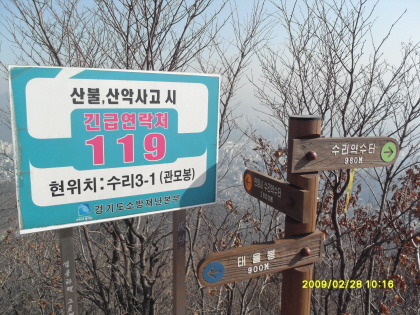 산불,산악사고 시
긴급연락처
119
현위치 : 수리3-1 (관모봉)
경기도소방재난본부
수리약수터
980M
태을봉
900M
2009/02/28 10:16